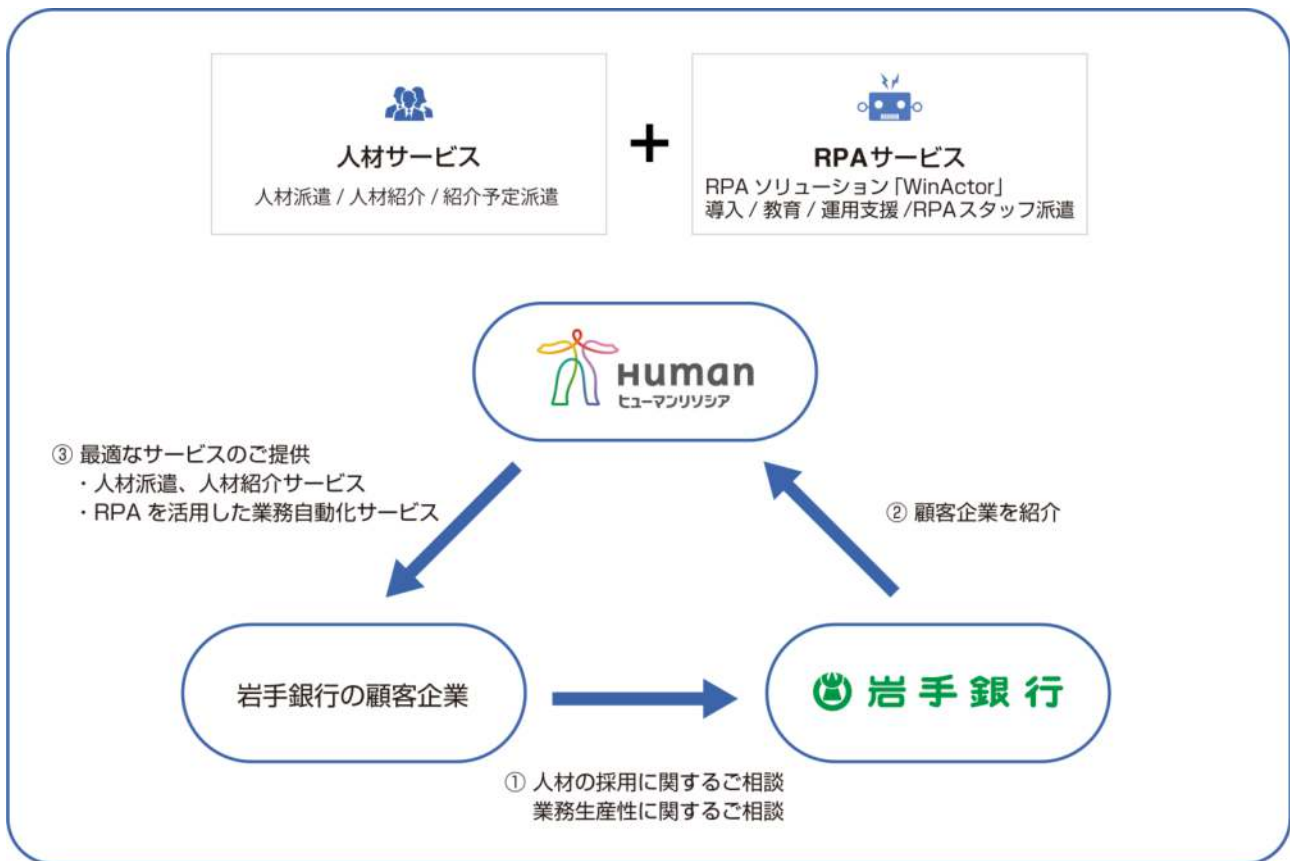 人材サービス
人材派遣 / 人材紹介 / 紹介予定派遣
+
RPAサービス
RPA ソリューション「WinActor」
導入 / 教育 / 運用支援 /RPAスタッフ派遣
Human
ヒューマンリソシア
③ 最適なサービスのご提供
・人材派遣、人材紹介サービス
・RPA を活用した業務自動化サービス
② 顧客企業を紹介
岩手銀行の顧客企業
岩手銀行
① 人材の採用に関するご相談
業務生産性に関するご相談